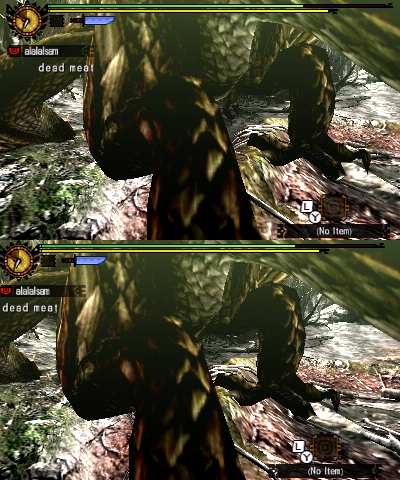 alalalsam
dead meat
L
Y
(No Item)
alalalsam
dead meat
L
Y
(No Item)